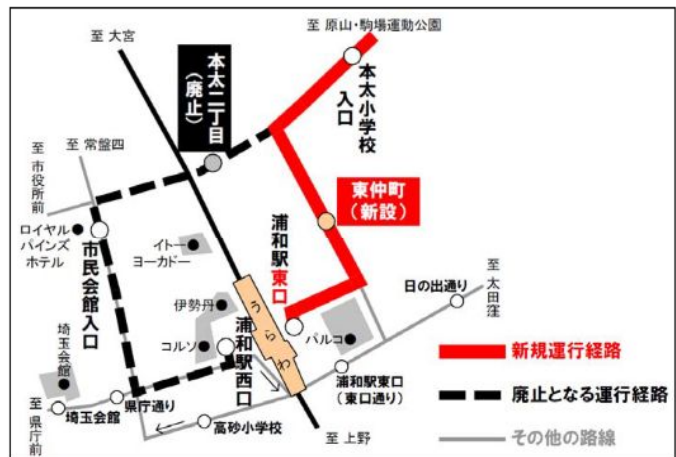 至 大宮
至 原山・駒場運動公園
本太二丁目
（廃止）
本太小学校
入口
至 常盤四
至 市役所前
東仲町
（新設）
ロイヤル
パインズ
ホテル
市民会館入口
イトー
ヨーカドー
浦和駅東口
日の出通り
至 太田窪
伊勢丹
うらわ
コルソ
浦和駅西口
パルコ
埼玉会館
浦和駅東口
（東口通り）
至 県庁前
埼玉会館
県庁通り
高砂小学校
至 上野
新規運行経路
廃止となる運行経路
その他の路線